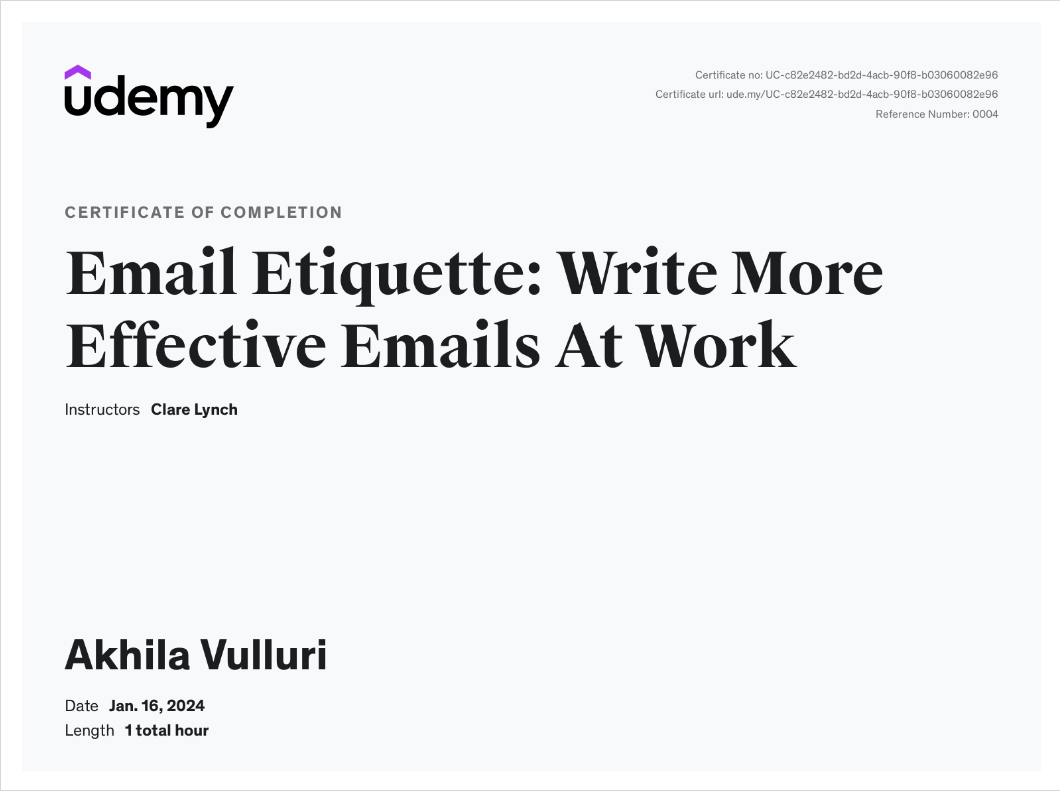 udemy
Certificate no: UC-c82e2482-bd2d-4acb-90f8-b03060082e96
Certificate url: ude.my/UC-c82e2482-bd2d-4acb-90f8-b03060082e96
Reference Number: 0004
CERTIFICATE OF COMPLETION
Email Etiquette: Write More
Effective Emails At Work
Instructors Clare Lynch
Akhila Vulluri
Date Jan. 16, 2024
Length 1 total hour